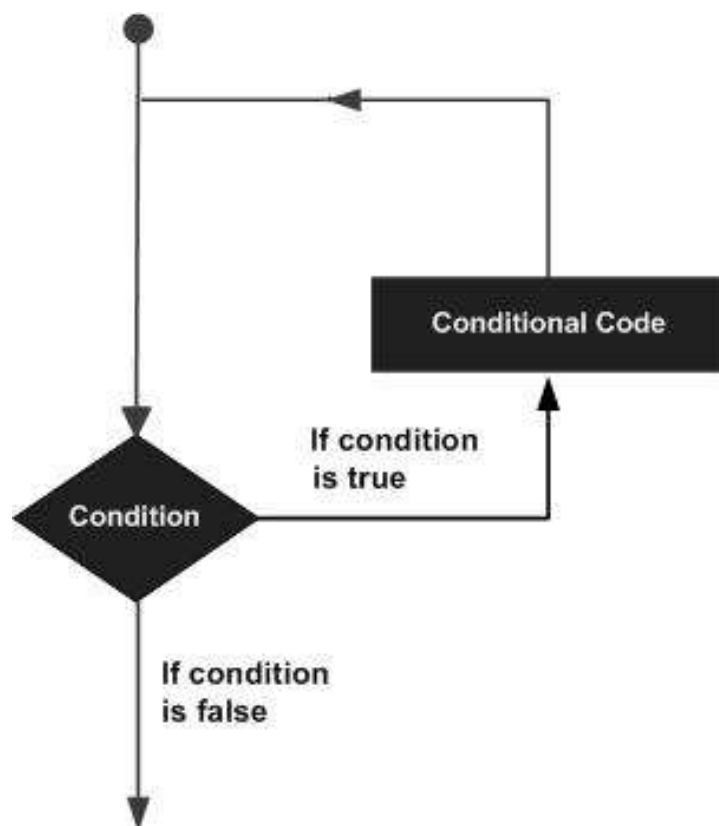 Conditional Code
If condition
is true
Condition
If condition
is false